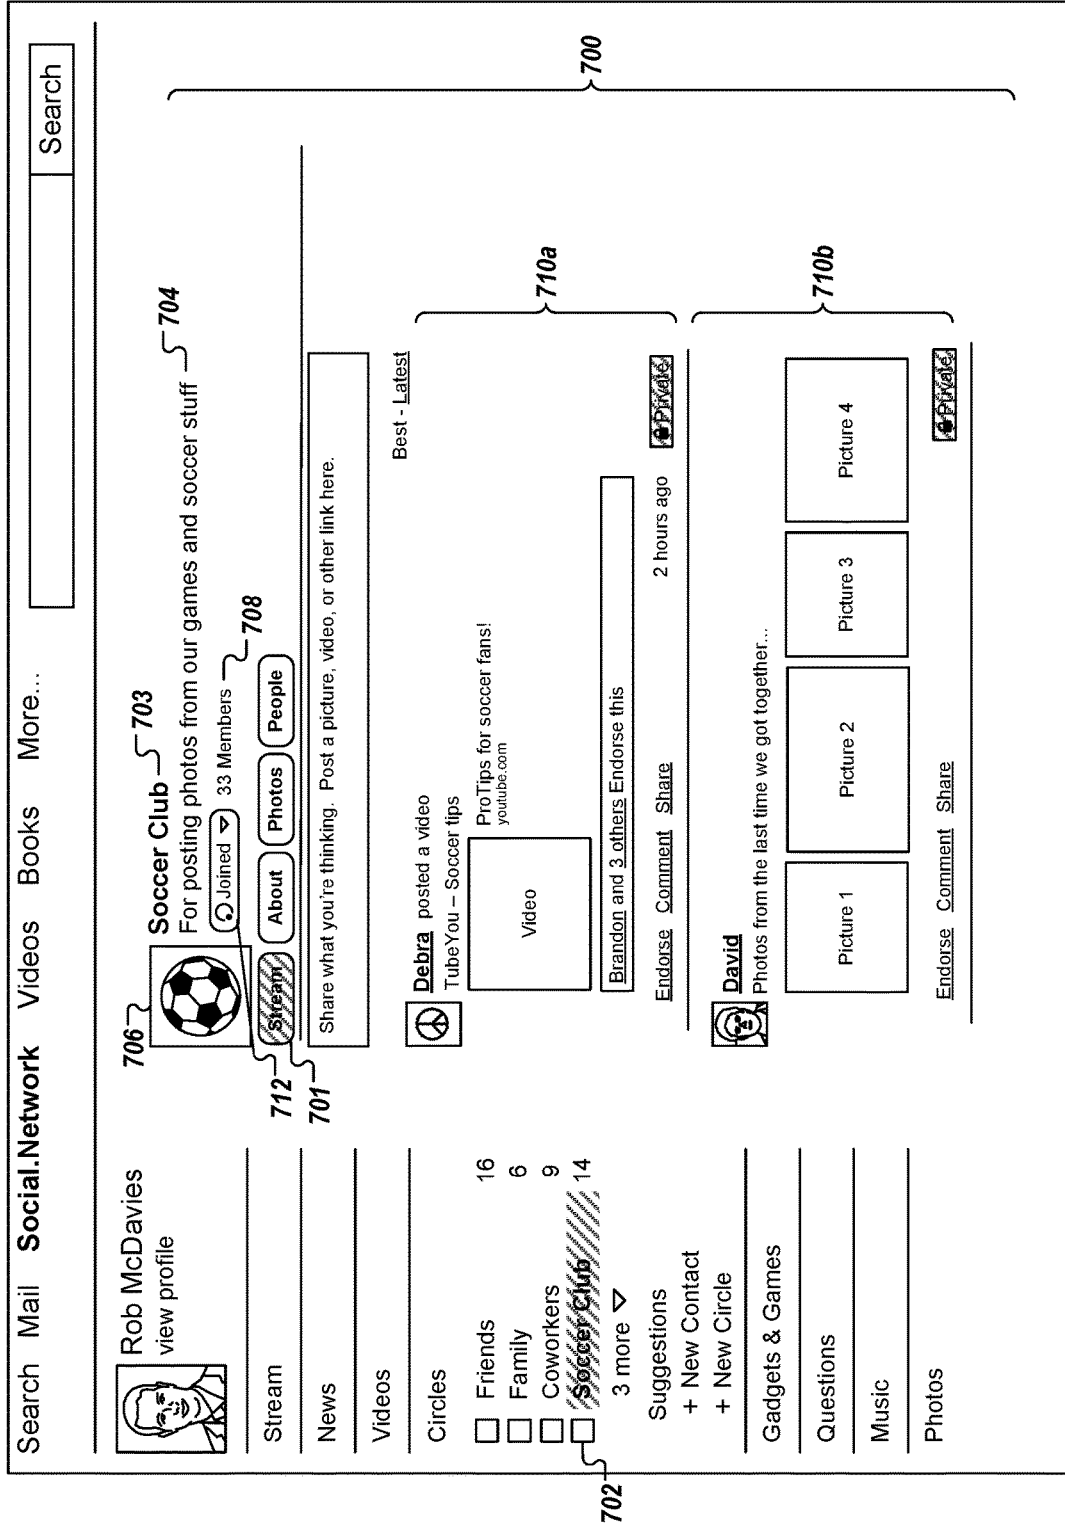 Search Mail Social.Network Videos Books More...
Search
Rob McDavies
view profile
Stream
News
Videos
Circles
Friends 16
Family 6
Coworkers 9
Soccer Club 14
3 more
Suggestions
+ New Contact
+ New Circle
Gadgets & Games
Questions
Music
Photos
702
706
Soccer Club 703
For posting photos from our games and soccer stuff 704
Joined 33 Members 708
Stream About Photos People
712
701
Share what you're thinking. Post a picture, video, or other link here.
Best - Latest
Debra posted a video
TubeYou – Soccer tips
Video
ProTips for soccer fans!
youtube.com
Brandon and 3 others Endorse this
Endorse Comment Share 2 hours ago Private
710a
David
Photos from the last time we got together...
Picture 1 Picture 2 Picture 3 Picture 4
Endorse Comment Share Private
710b
700